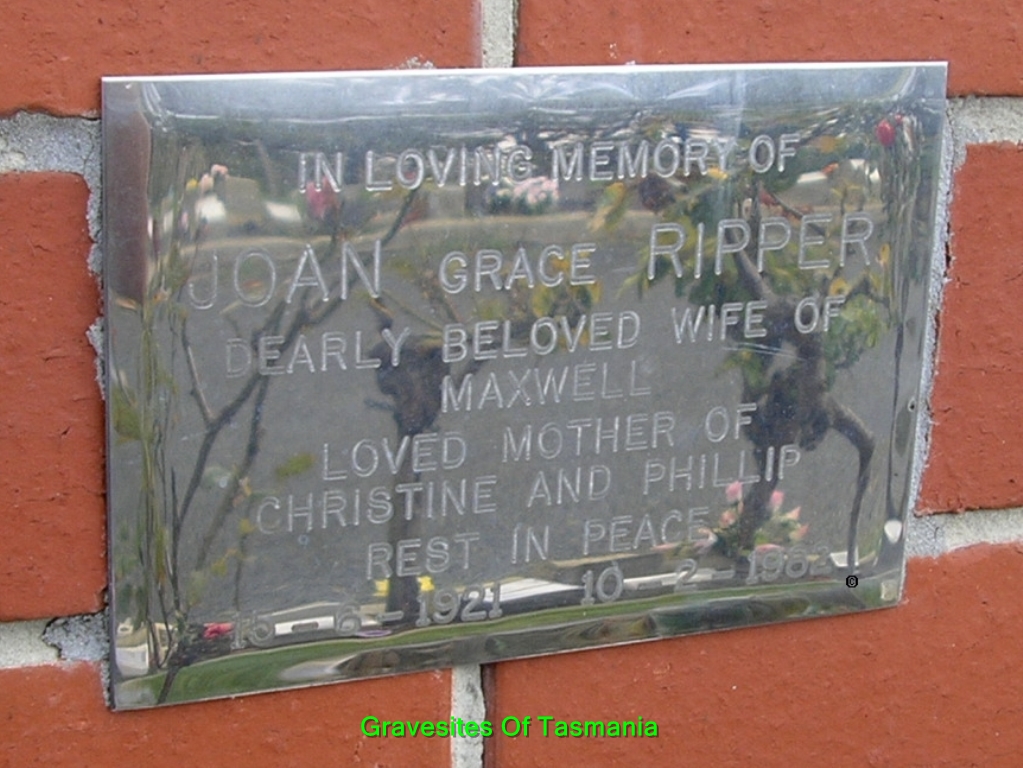 IN LOVING MEMORY OF
JOAN GRACE RIPPER
DEARLY BELOVED WIFE OF
MAXWELL
LOVED MOTHER OF
CHRISTINE AND PHILLIP
REST IN PEACE
15 – 6 – 1921 10 – 2 – 1982
©
Gravesites Of Tasmania